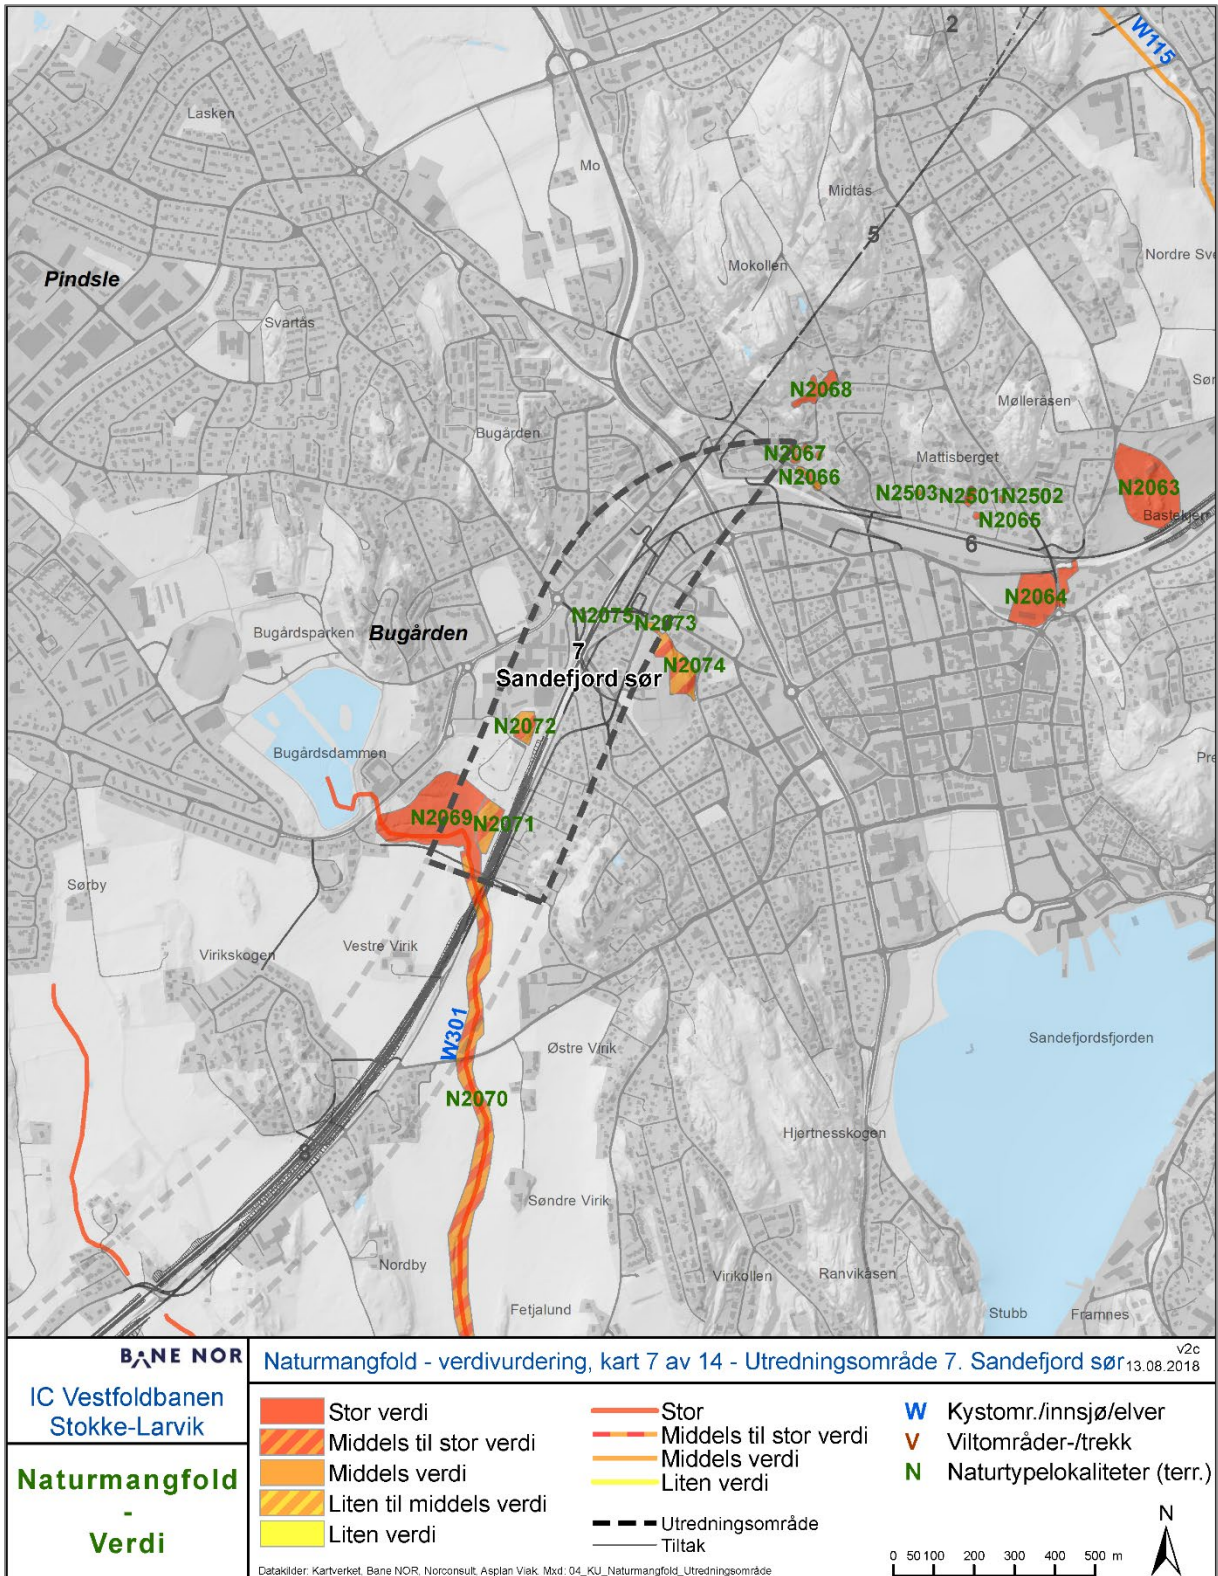 2
W115
Lasken
Mo
Midtås
5
Nordre Sve
Mokollen
Pindsle
Svartås
N2068
Sør
Mølleråsen
Bugården
N2067
Mattisberget
N2066
N2503
N2501
N2502
N2063
N2065
Bastekjerr
6
N2064
N2075
N2073
Bugårdsparken
Bugården
7
N2074
Sandefjord sør
N2072
Bugårdsdammen
Pre
N2069
N2071
Sørby
Vestre Virik
Virikskogen
W301
Østre Virik
Sandefjordsfjorden
N2070
Hjertnesskogen
8
Søndre Virik
Nordby
Virikollen
Ranvikåsen
Fetjalund
Stubb
Framnes
BANE NOR
IC Vestfoldbanen
Stokke-Larvik
Naturmangfold
-
Verdi
Naturmangfold - verdivurdering, kart 7 av 14 - Utredningsområde 7. Sandefjord sør
v2c
13.08.2018
Stor verdi
Middels til stor verdi
Middels verdi
Liten til middels verdi
Liten verdi
Stor
Middels til stor verdi
Middels verdi
Liten verdi
Utredningsområde
Tiltak
W Kystomr./innsjø/elver
V Viltområder-/trekk
N Naturtypelokaliteter (terr.)
N
0 50 100 200 300 400 500 m
Datakilder: Kartverket, Bane NOR, Norconsult, Asplan Viak. Mxd: 04_KU_Naturmangfold_Utredningsområde